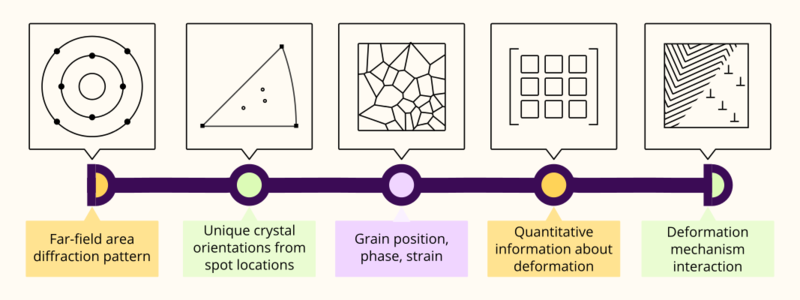 Far-field area
diffraction pattern
Unique crystal
orientations from
spot locations
Grain position,
phase, strain
Quantitative
information about
deformation
Deformation
mechanism
interaction